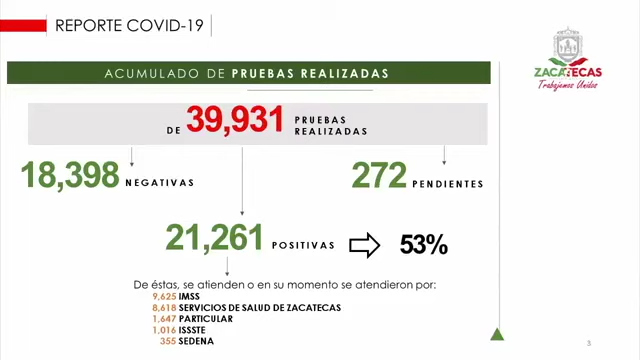 REPORTE COVID-19
ZACATECAS
Trabajemos Unidos
ACUMULADO DE PRUEBAS REALIZADAS
DE 39,931 PRUEBAS REALIZADAS
18,398 NEGATIVAS
272 PENDIENTES
21,261 POSITIVAS 53%
De éstas, se atienden o en su momento se atendieron por:
9,625 IMSS
8,618 SERVICIOS DE SALUD DE ZACATECAS
1,647 PARTICULAR
1,016 ISSSTE
355 SEDENA
3